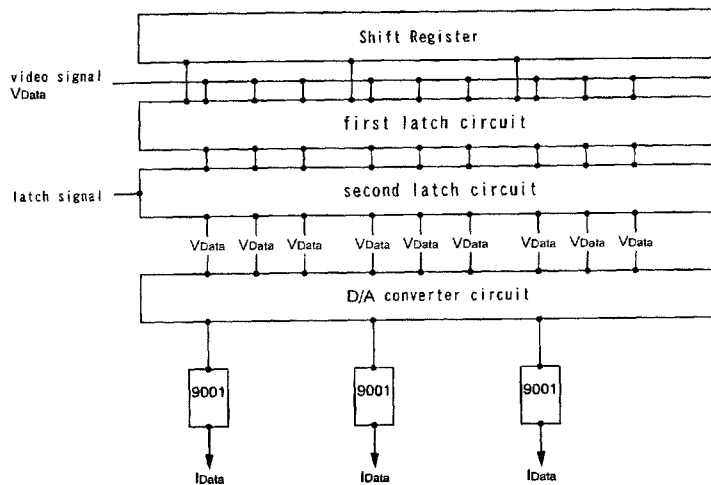 Shift Register
video signal
VData
first latch circuit
latch signal
second latch circuit
VData VData VData VData VData VData VData VData VData
D/A converter circuit
9001 9001 9001
IData IData IData